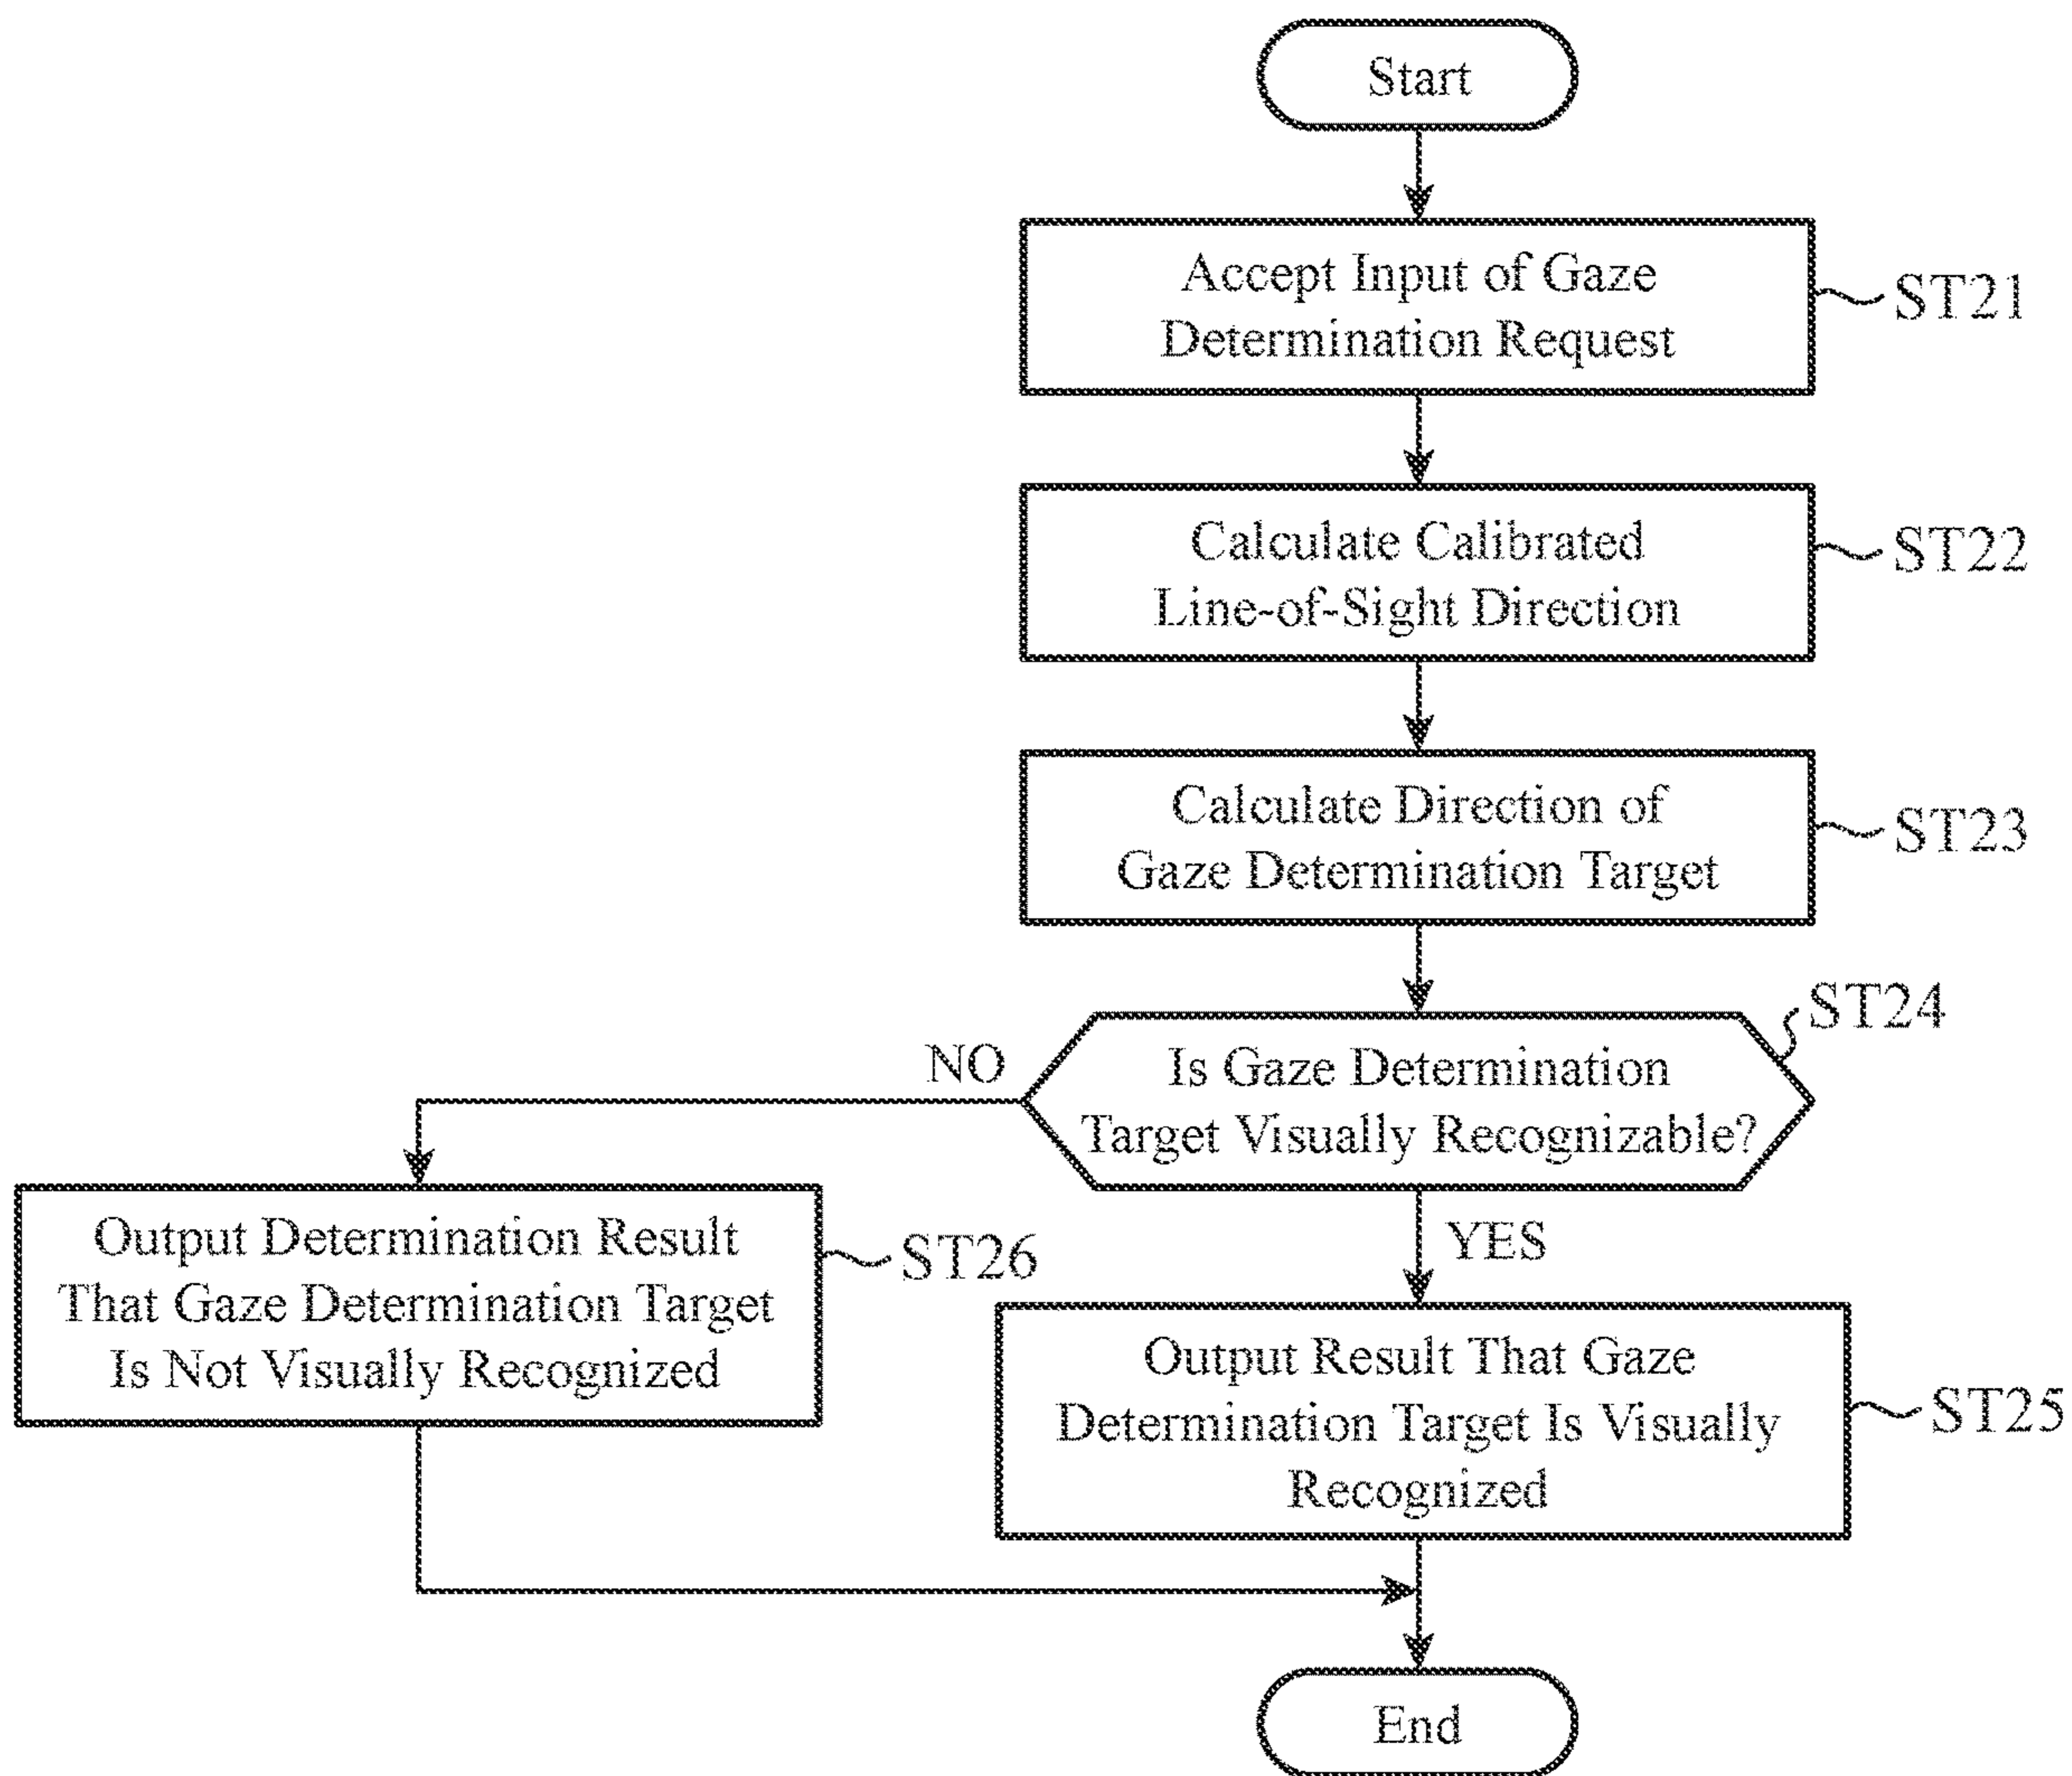 Start
Accept Input of Gaze
Determination Request
ST21
Calculate Calibrated
Line-of-Sight Direction
ST22
Calculate Direction of
Gaze Determination Target
ST23
ST24
Is Gaze Determination
Target Visually Recognizable?
NO
YES
Output Determination Result
That Gaze Determination Target
Is Not Visually Recognized
ST26
Output Result That Gaze
Determination Target Is Visually
Recognized
ST25
End